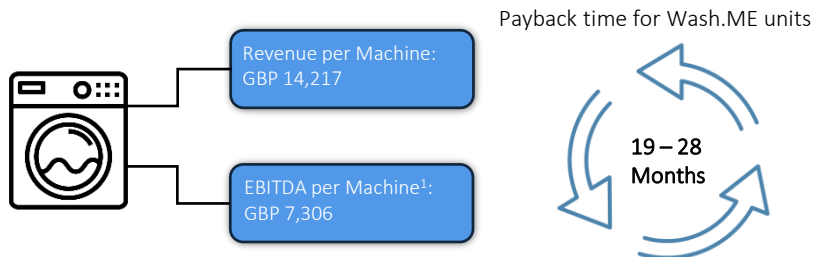 Payback time for Wash.ME units
Revenue per Machine:
GBP 14,217
19 – 28
Months
EBITDA per Machine¹:
GBP 7,306